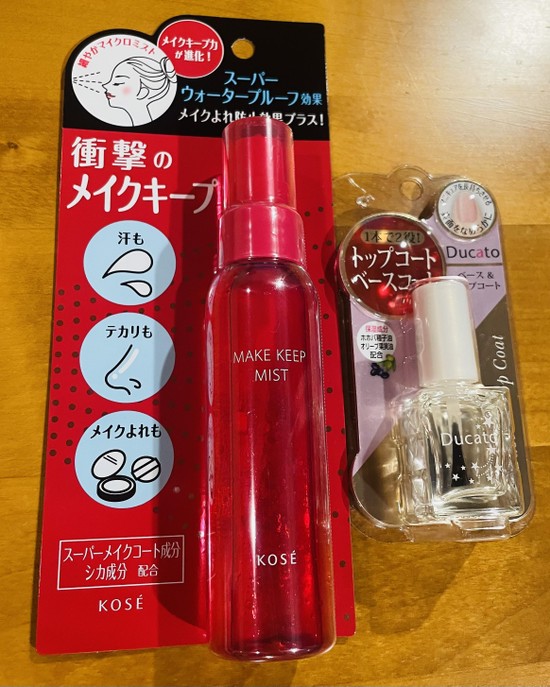 細やかマイクロミスト
メイクキープ力
が進化!
スーパー
ウォータープルーフ効果
メイクよれ防止効果プラス!
衝撃の
メイクキープ
汗も
テカリも
メイクよれも
スーパーメイクコート成分
シカ成分 配合
KOSÉ
MAKE KEEP
MIST
KOSÉ
1本で2役!
トップコート
ベースコート
保湿成分
ホホバ種子油
オリーブ果実油
配合
Ducato
ベース &
Coat
Ducato